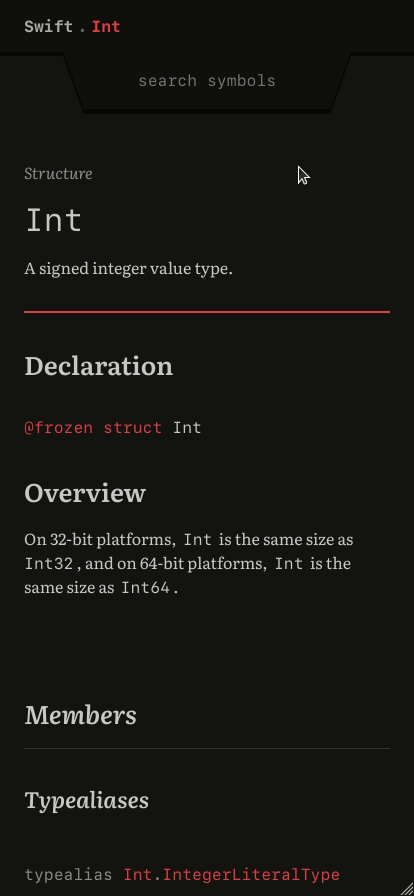 Swift . Int
search symbols
Structure
Int
A signed integer value type.
Declaration
@frozen struct Int
Overview
On 32-bit platforms, Int is the same size as
Int32 , and on 64-bit platforms, Int is the
same size as Int64 .
Members
Typealiases
typealias Int.IntegerLiteralType